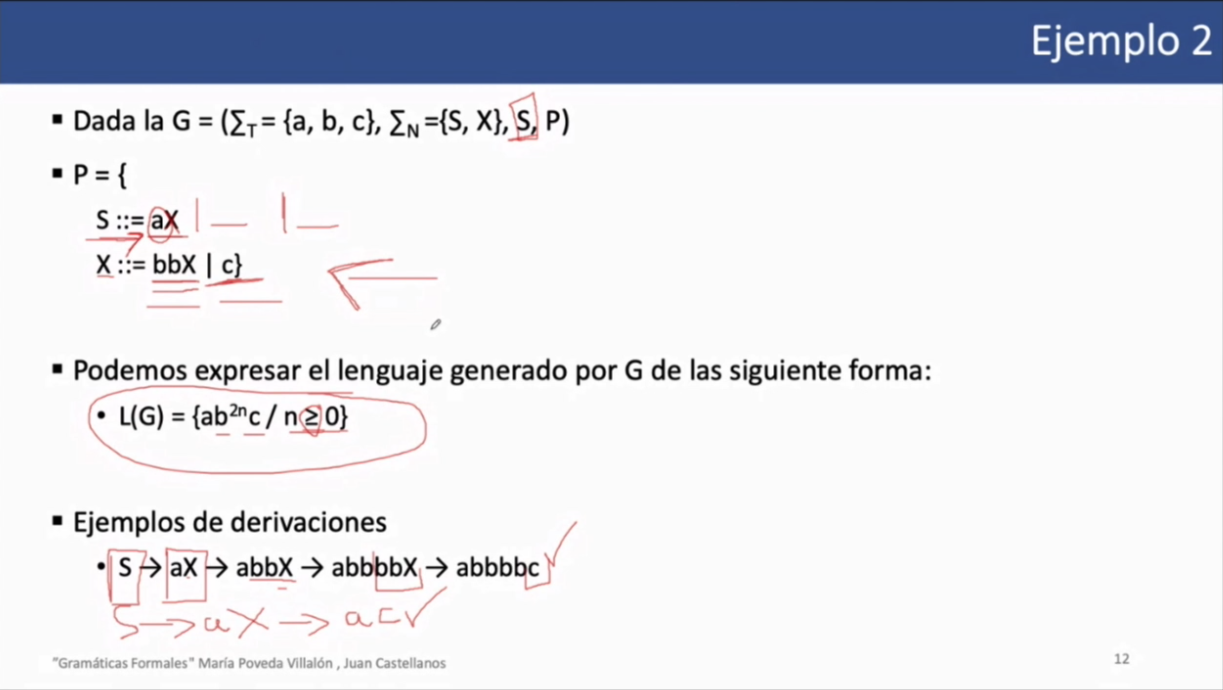 Ejemplo 2
▪ Dada la G = (∑T = {a, b, c}, ∑N ={S, X}, S, P)
▪ P = {
S ::= aX
X ::= bbX | c}
▪ Podemos expresar el lenguaje generado por G de las siguiente forma:
• L(G) = {ab²ⁿc / n ≥ 0}
▪ Ejemplos de derivaciones
• S → aX → abbX → abbbbX → abbbbc
S → aX → ac
"Gramáticas Formales" María Poveda Villalón , Juan Castellanos
12